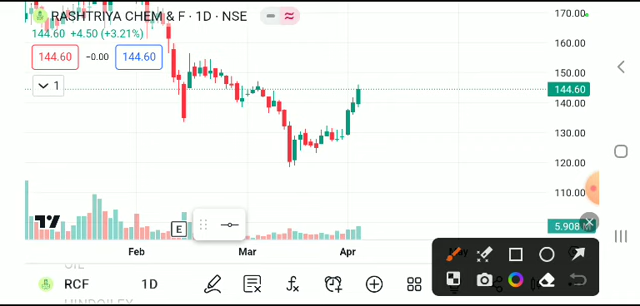 RASHTRIYA CHEM & F · 1D · NSE
144.60 +4.50 (+3.21%)
144.60 −0.00 144.60
1
170.00
160.00
150.00
144.60
140.00
130.00
120.00
110.00
5.908
E
Feb Mar Apr
RCF 1D
HINDOILEX